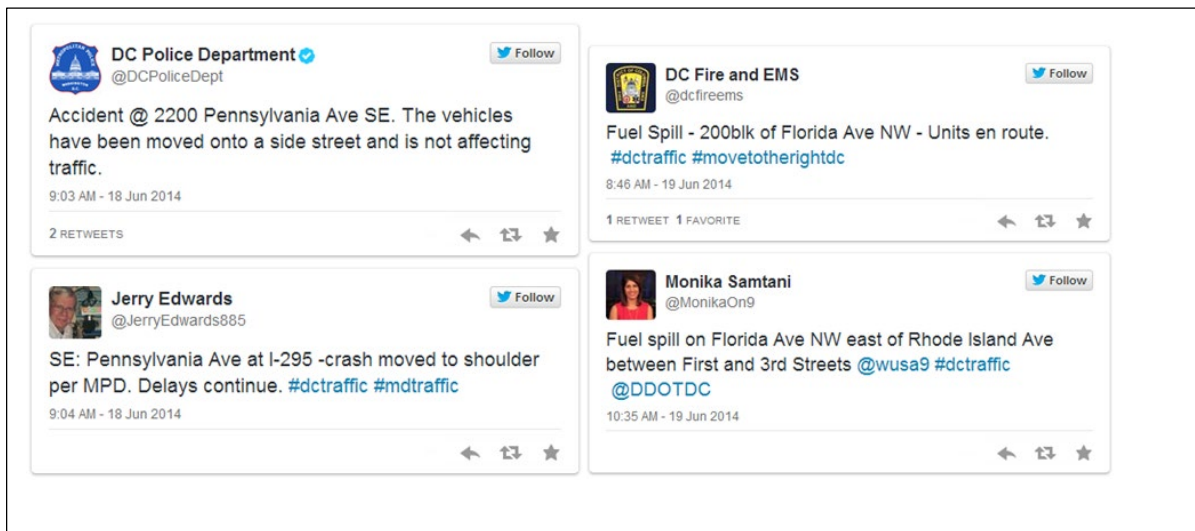 DC Police Department
@DCPoliceDept
Follow
Accident @ 2200 Pennsylvania Ave SE. The vehicles
have been moved onto a side street and is not affecting
traffic.
9:03 AM - 18 Jun 2014
2 RETWEETS
Jerry Edwards
@JerryEdwards885
Follow
SE: Pennsylvania Ave at I-295 -crash moved to shoulder
per MPD. Delays continue. #dctraffic #mdtraffic
9:04 AM - 18 Jun 2014
DC Fire and EMS
@dcfireems
Follow
Fuel Spill - 200blk of Florida Ave NW - Units en route.
#dctraffic #movetotherightdc
8:46 AM - 19 Jun 2014
1 RETWEET 1 FAVORITE
Monika Samtani
@MonikaOn9
Follow
Fuel spill on Florida Ave NW east of Rhode Island Ave
between First and 3rd Streets @wusa9 #dctraffic
@DDOTDC
10:35 AM - 19 Jun 2014